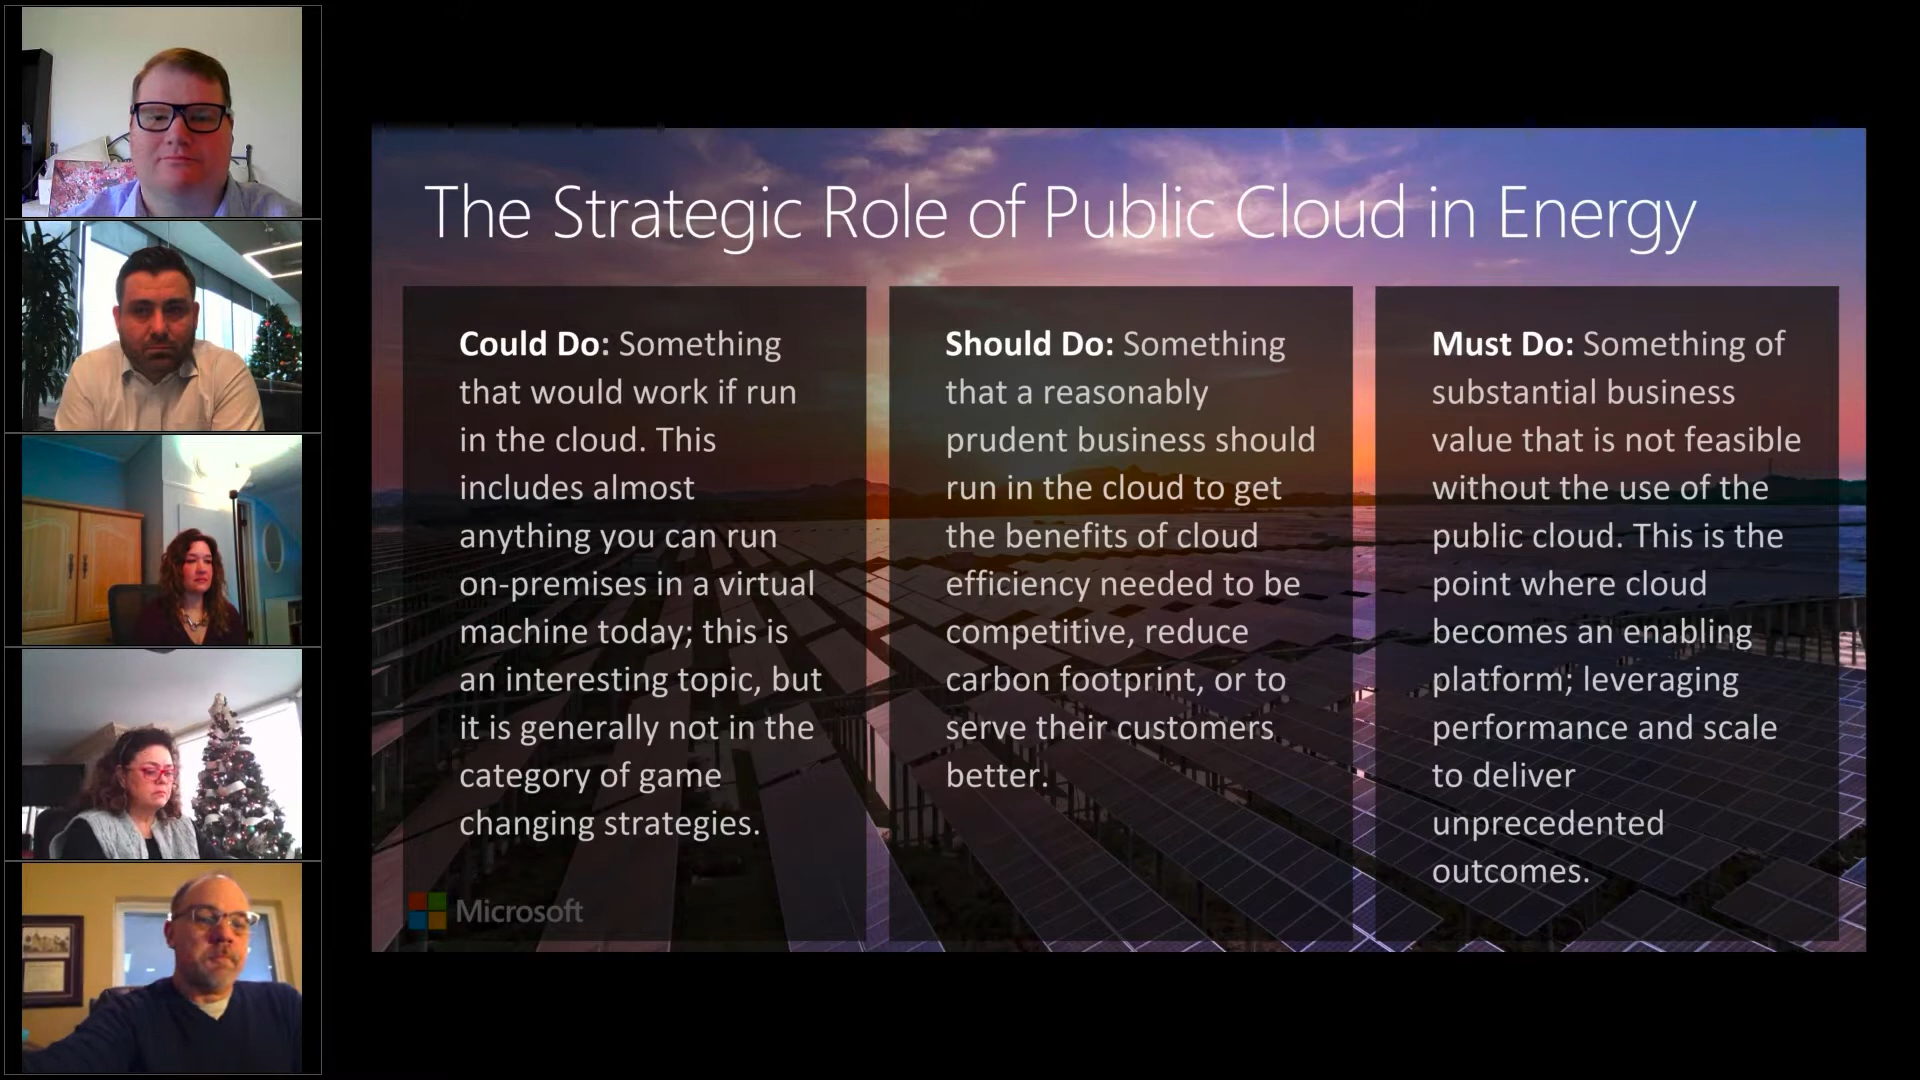 The Strategic Role of Public Cloud in Energy
Could Do: Something
that would work if run
in the cloud. This
includes almost
anything you can run
on-premises in a virtual
machine today; this is
an interesting topic, but
it is generally not in the
category of game
changing strategies.
Should Do: Something
that a reasonably
prudent business should
run in the cloud to get
the benefits of cloud
efficiency needed to be
competitive, reduce
carbon footprint, or to
serve their customers
better.
Must Do: Something of
substantial business
value that is not feasible
without the use of the
public cloud. This is the
point where cloud
becomes an enabling
platform; leveraging
performance and scale
to deliver
unprecedented
outcomes.
Microsoft